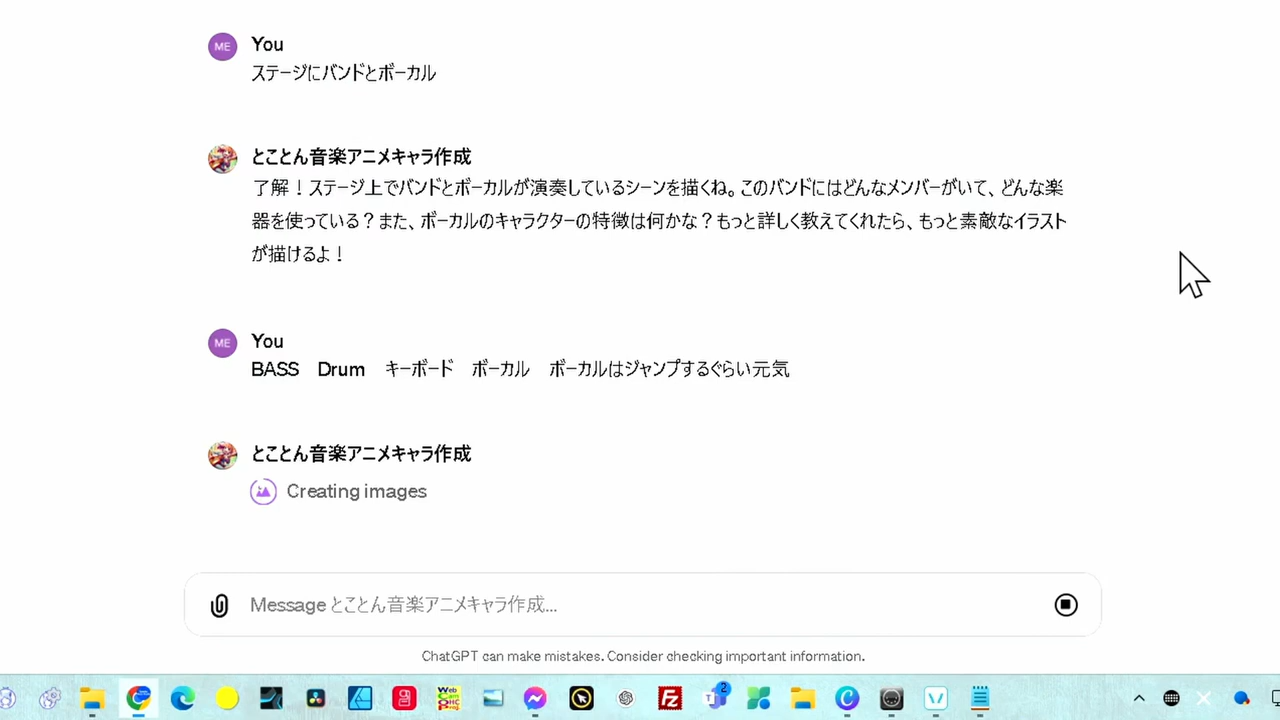 ME You
ステージにバンドとボーカル
とことん音楽アニメキャラ作成
了解！ステージ上でバンドとボーカルが演奏しているシーンを描くね。このバンドにはどんなメンバーがいて、どんな楽
器を使っている？また、ボーカルのキャラクターの特徴は何かな？もっと詳しく教えてくれたら、もっと素敵なイラスト
が描けるよ！
ME You
BASS　Drum　キーボード　ボーカル　ボーカルはジャンプするぐらい元気
とことん音楽アニメキャラ作成
Creating images
Message とことん音楽アニメキャラ作成...
ChatGPT can make mistakes. Consider checking important information.
2